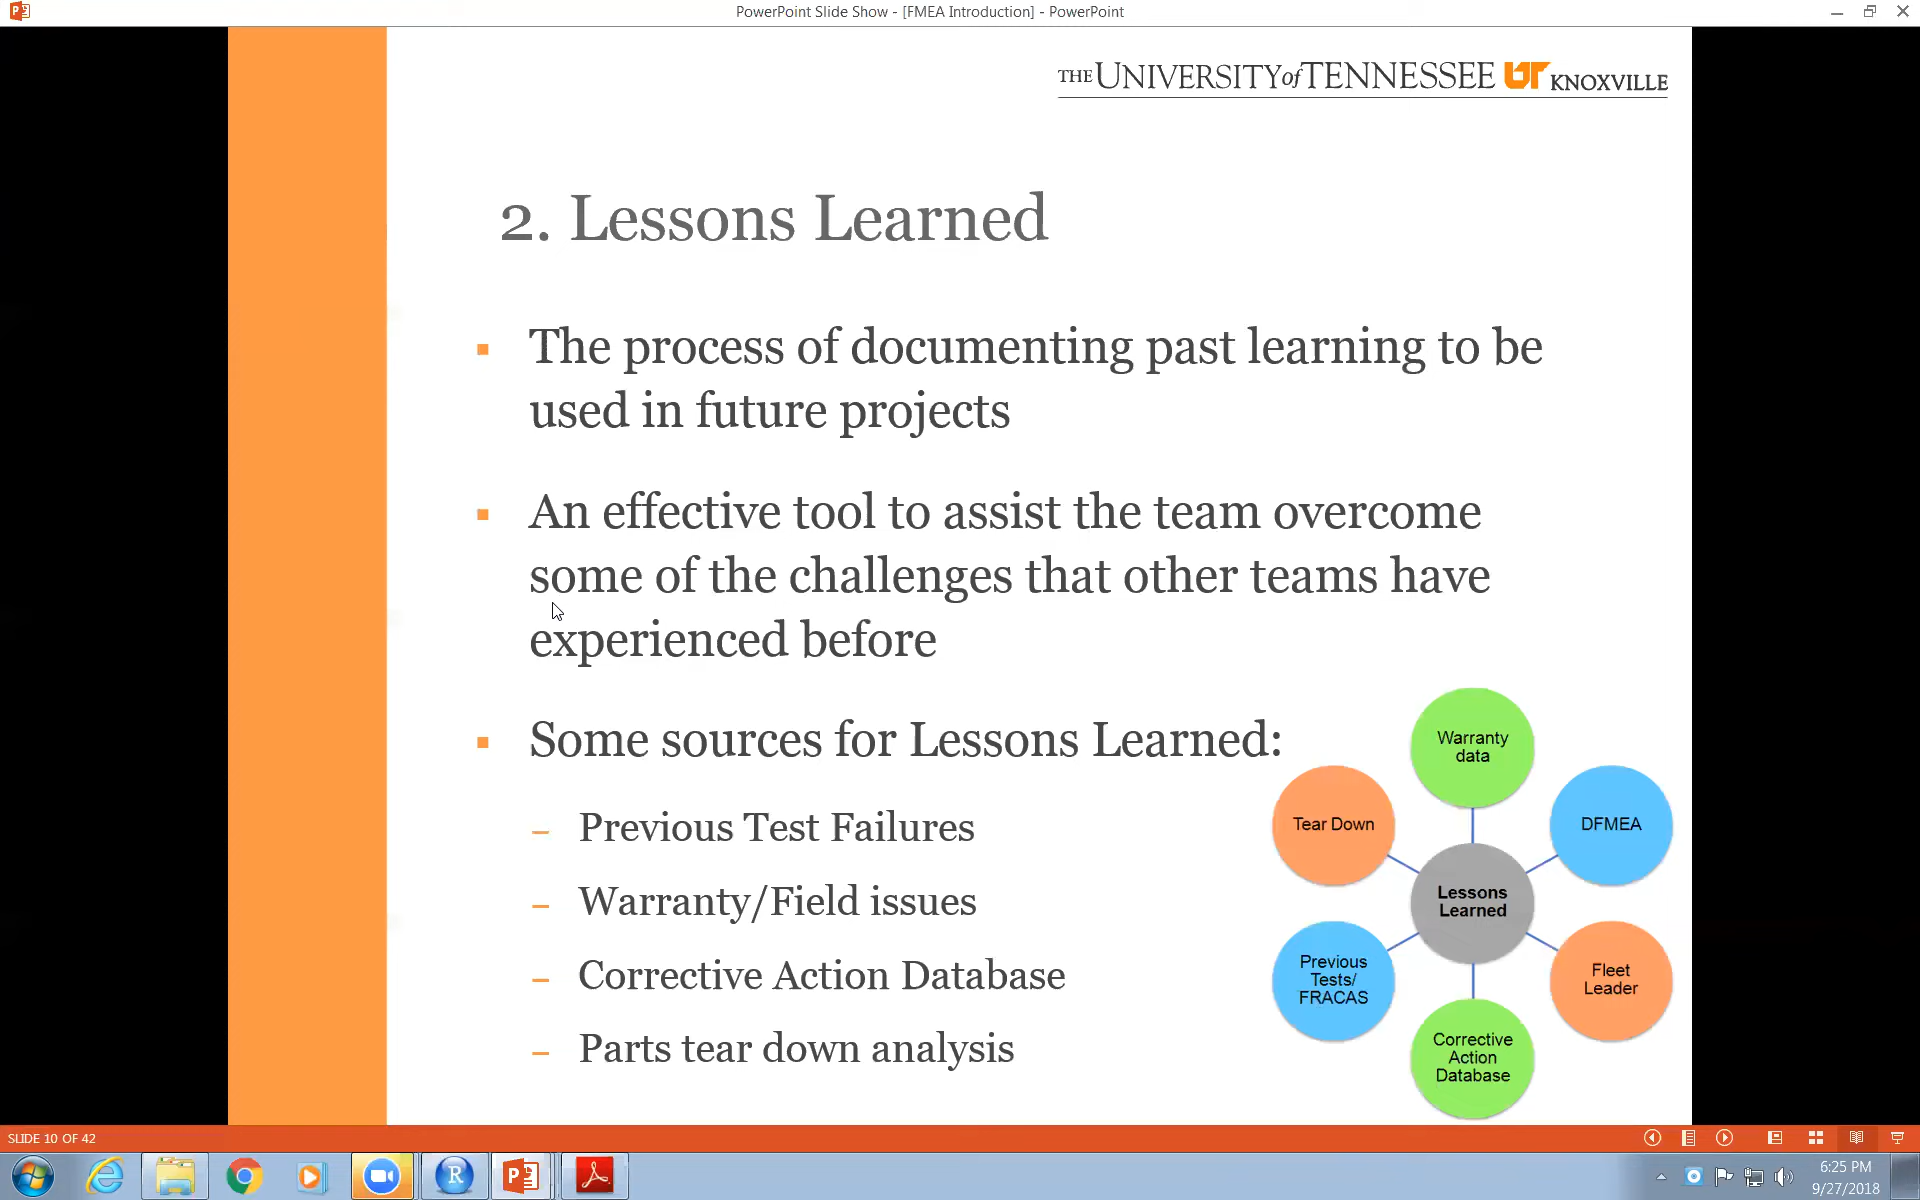 PowerPoint Slide Show - [FMEA Introduction] - PowerPoint
THE UNIVERSITY of TENNESSEE UT KNOXVILLE
2. Lessons Learned
The process of documenting past learning to be
used in future projects
An effective tool to assist the team overcome
some of the challenges that other teams have
experienced before
Some sources for Lessons Learned:
– Previous Test Failures
– Warranty/Field issues
– Corrective Action Database
– Parts tear down analysis
Warranty
data
Tear Down
DFMEA
Lessons
Learned
Previous
Tests/
FRACAS
Fleet
Leader
Corrective
Action
Database
SLIDE 10 OF 42
6:25 PM
9/27/2018